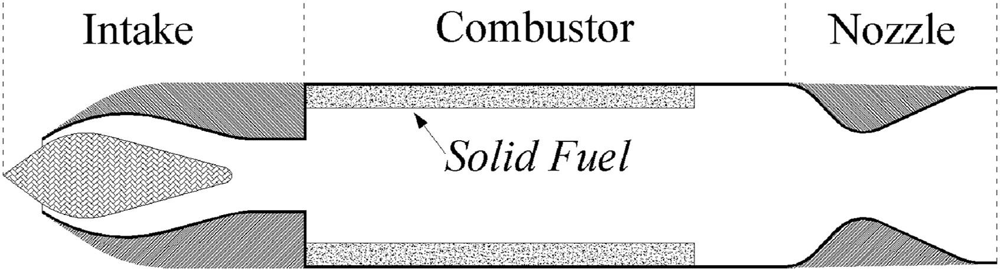 Intake
Combustor
Nozzle
Solid Fuel